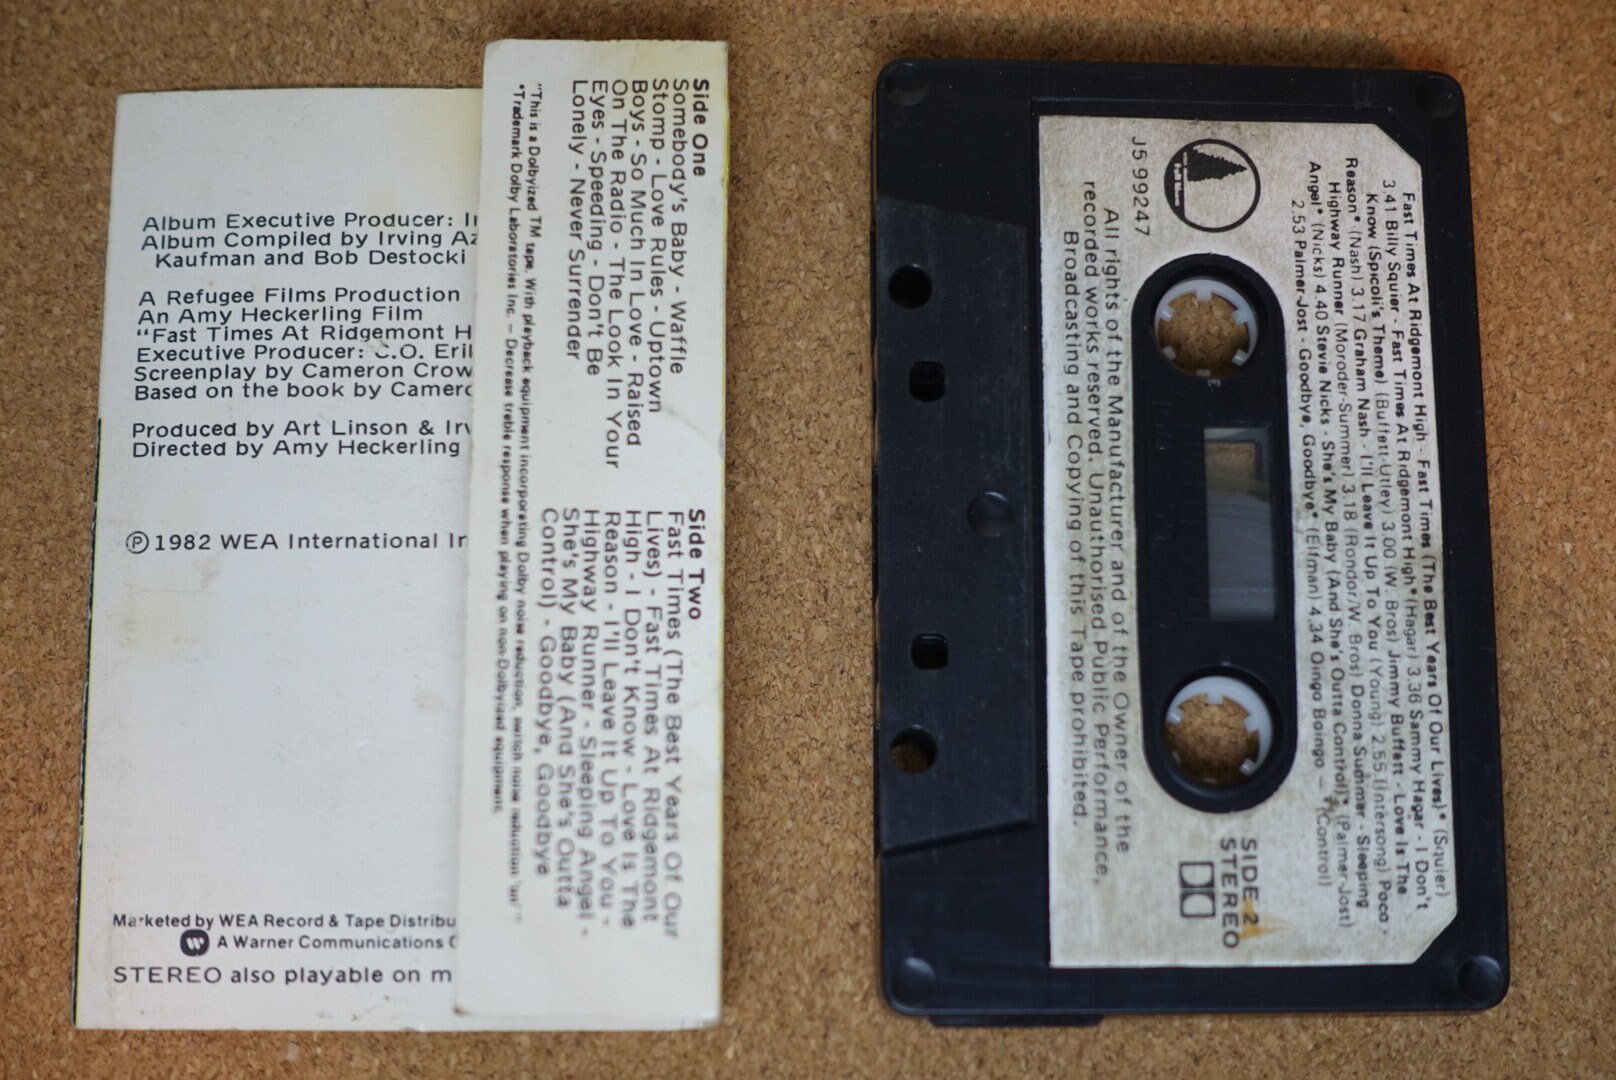 Album Executive Producer:
Album Compiled by Irving
Kaufman and Bob Destocki
A Refugee Films Production
An Amy Heckerling Film
“Fast Times At Ridgemont
Executive Producer: C.O.
Screenplay by Cameron
Based on the book by
Produced by Art Linson &
Directed by Amy Heckerling
℗ 1982 WEA International
Marketed by WEA Record & Tape
A Warner Communications
STEREO also playable on
Side One
Somebody's Baby - Waffle
Stomp - Love Rules - Uptown
Boys - So Much In Love - Raised
On The Radio - The Look In Your
Eyes - Speeding - Don't Be
Lonely - Never Surrender
Side Two
Fast Times (The Best Years Of Our
Lives) - Fast Times At Ridgemont
High - I Don't Know - Love Is The
Reason - I'll Leave It Up To You -
Highway Runner - Sleeping Angel -
She's My Baby (And She's Outta
Control) - Goodbye, Goodbye
“This is a Dolbyized TM tape. With playback equipment incorporating Dolby noise reduction, switch noise reduction 'on'”
*Trademark Dolby Laboratories Inc. — Decrease treble response when playing on non-Dolbyized equipment.
Fast Times At Ridgemont High - Fast Times (The Best Years Of Our Lives)* (Squier)
3.41 Billy Squier - Fast Times At Ridgemont High* (Hagar) 3.36 Sammy Hagar - I Don't
Know (Spicoli's Theme) (Buffett-Utley) 3.00 (W. Bros) Jimmy Buffett - Love Is The
Reason* (Nash) 3.17 Graham Nash - I'll Leave It Up To You (Young) 2.55 (Intersong) Poco -
Highway Runner (Moroder-Summer) 3.18 (Rondor/W. Bros) Donna Summer - Sleeping
Angel* (Nicks) 4.40 Stevie Nicks - She's My Baby (And She's Outta Control)* (Palmer-Jost)
2.53 Palmer-Jost - Goodbye, Goodbye* (Elfman) 4.34 Oingo Boingo — * (Control)
J5 99247
SIDE 2
STEREO
All rights of the Manufacturer and of the Owner of the
recorded works reserved. Unauthorised Public Performance,
Broadcasting and Copying of this Tape prohibited.